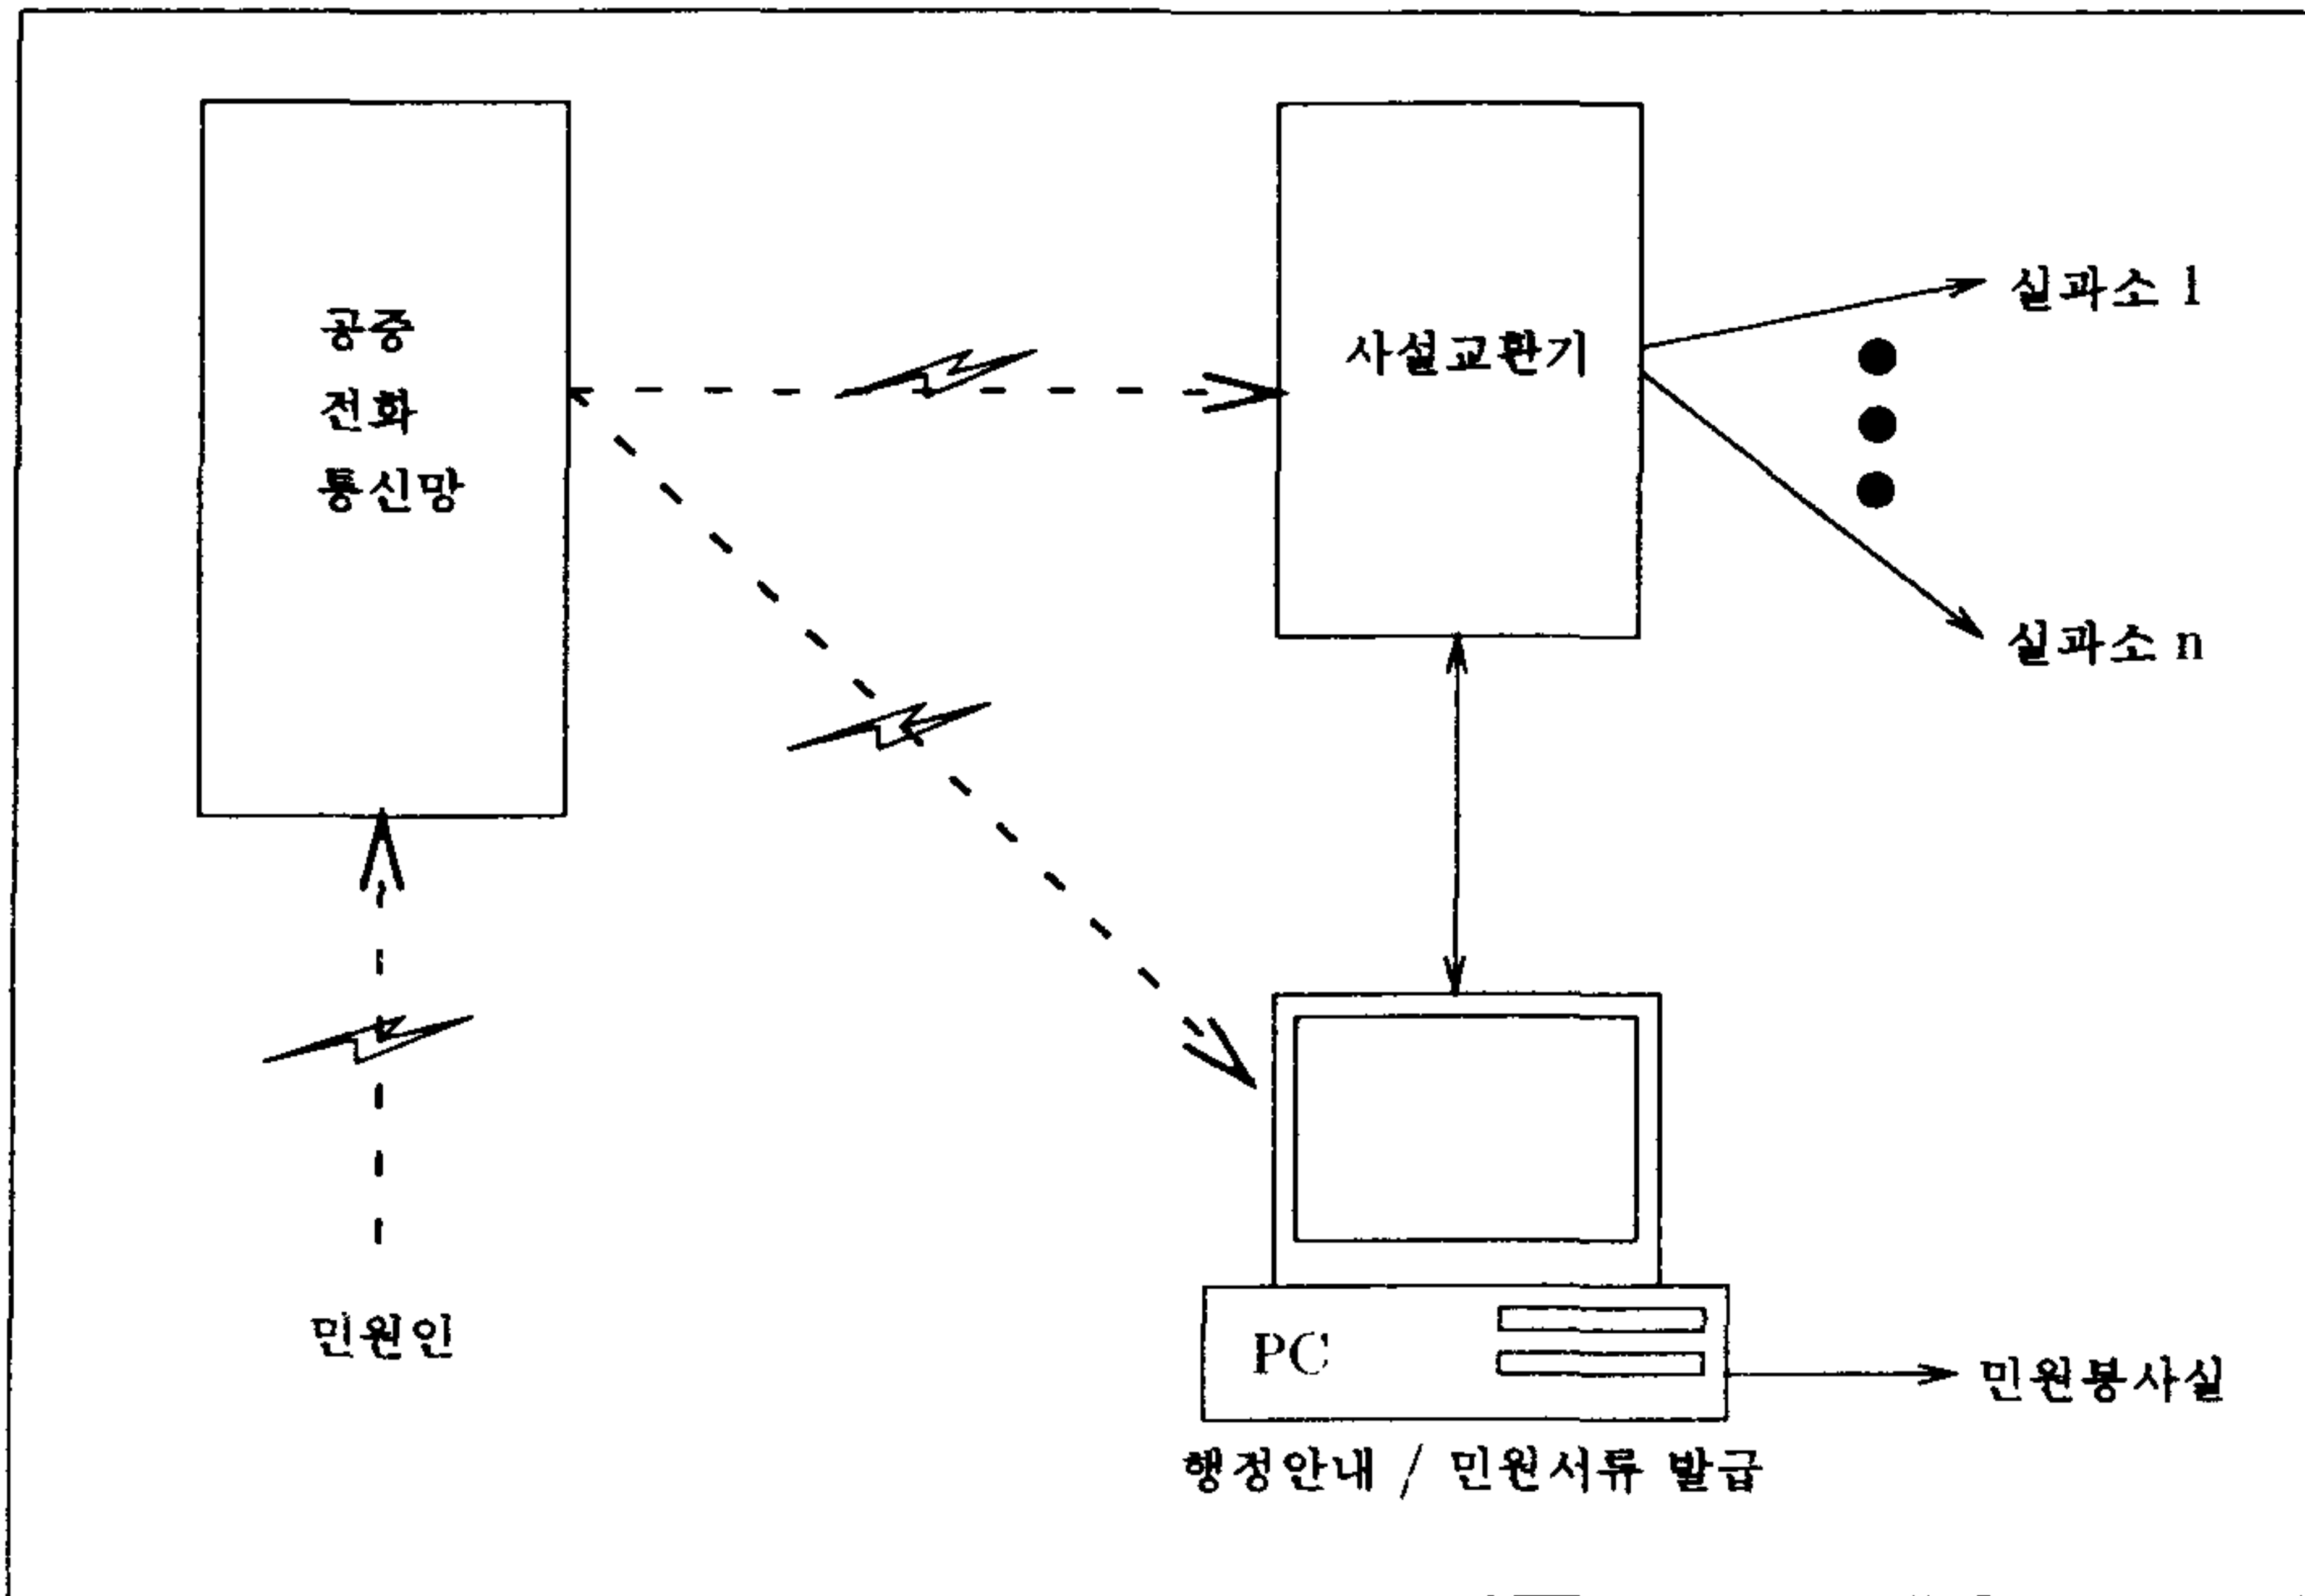 공중
전화
통신망
사설교환기
실과소 1
실과소 n
민원인
PC
민원봉사실
행정안내 / 민원서류 발급